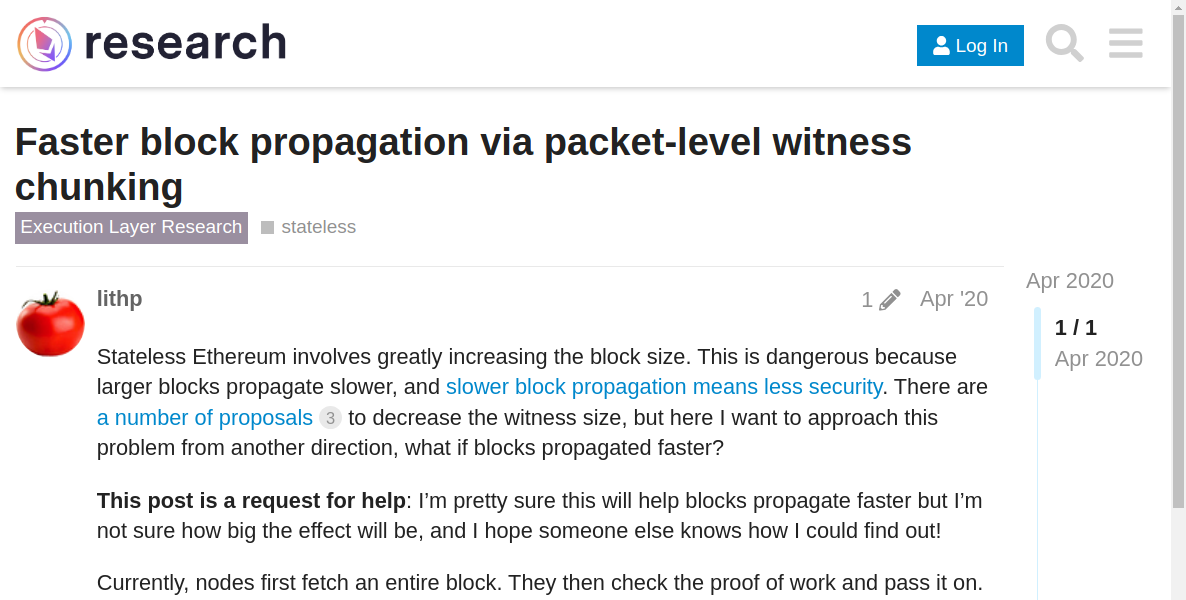 research
Log In
Faster block propagation via packet-level witness
chunking
Execution Layer Research stateless
Apr 2020
lithp 1 Apr '20
1 / 1
Apr 2020
Stateless Ethereum involves greatly increasing the block size. This is dangerous because
larger blocks propagate slower, and slower block propagation means less security. There are
a number of proposals 3 to decrease the witness size, but here I want to approach this
problem from another direction, what if blocks propagated faster?
This post is a request for help: I’m pretty sure this will help blocks propagate faster but I’m
not sure how big the effect will be, and I hope someone else knows how I could find out!
Currently, nodes first fetch an entire block. They then check the proof of work and pass it on.